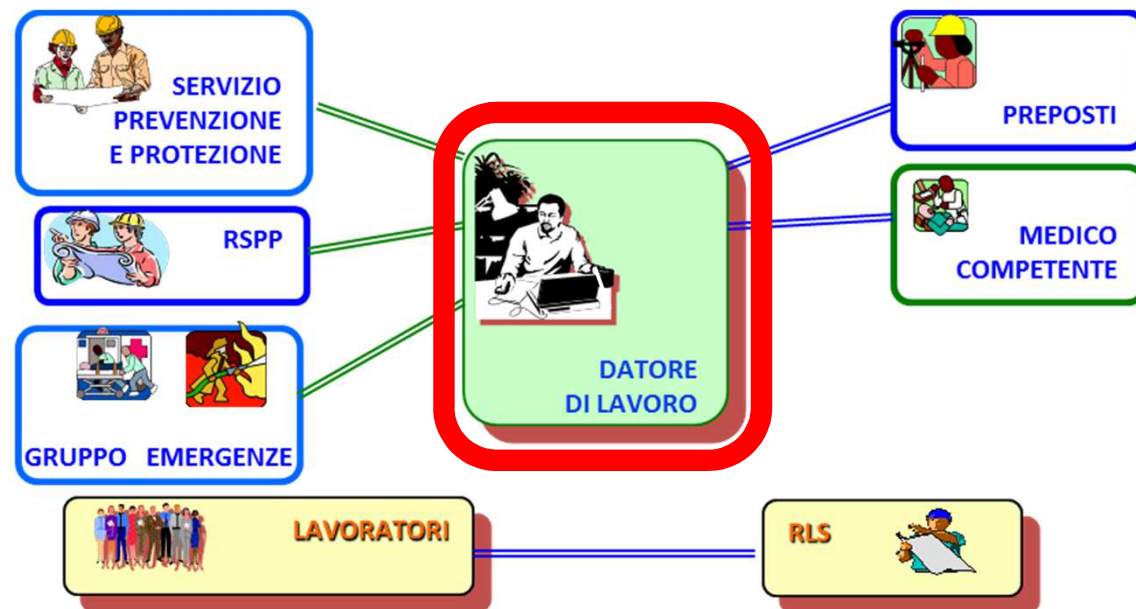 SERVIZIO
PREVENZIONE
E PROTEZIONE
RSPP
GRUPPO EMERGENZE
DATORE
DI LAVORO
PREPOSTI
MEDICO
COMPETENTE
LAVORATORI
RLS